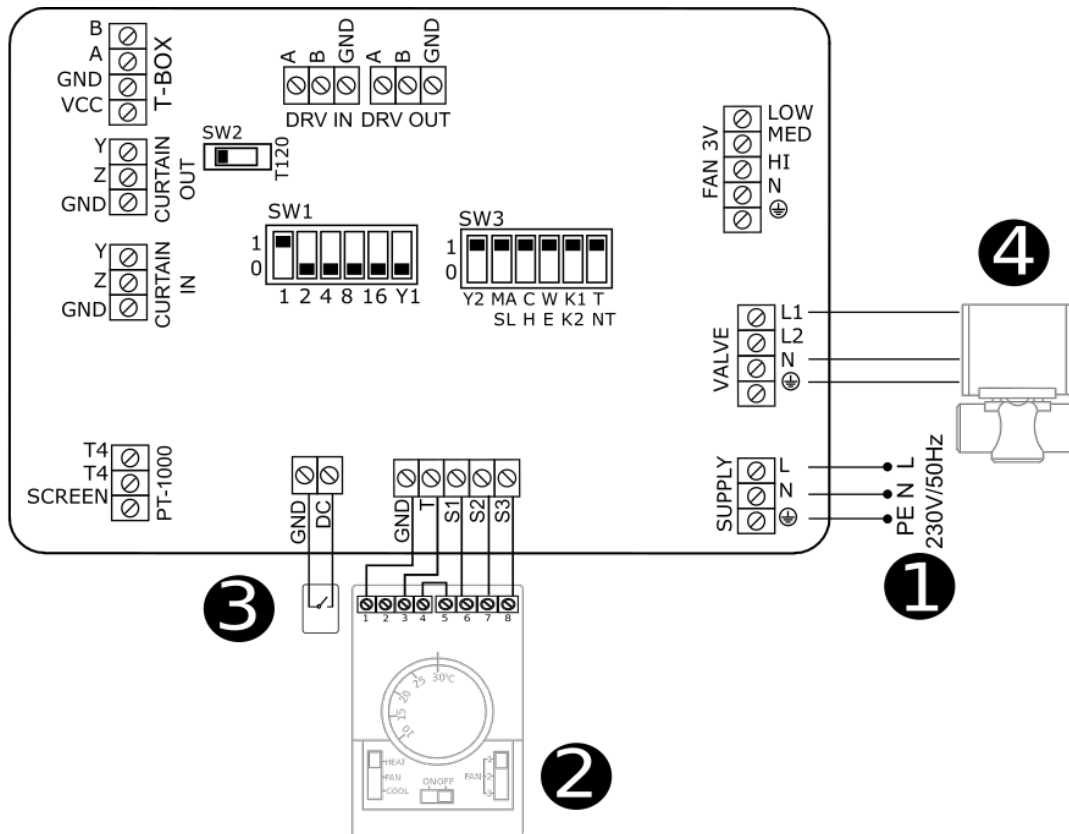 B
A
GND
VCC
T-BOX
A B GND
DRV IN
A B GND
DRV OUT
Y
Z
GND
CURTAIN
OUT
SW2
T120
Y
Z
GND
CURTAIN
IN
SW1
1
0
1 2 4 8 16 Y1
SW3
1
0
Y2 MA C W K1 T
SL H E K2 NT
FAN 3V
LOW
MED
HI
N
4
VALVE
L1
L2
N
SUPPLY
L
N
PE N L
230V/50Hz
1
T4
T4
SCREEN
PT-1000
GND DC
GND T S1 S2 S3
3
1 2 3 4 5 6 7 8
10 15 20 25 30°C
HEAT
FAN
COOL
ONOFF
FAN
1
2
3
2